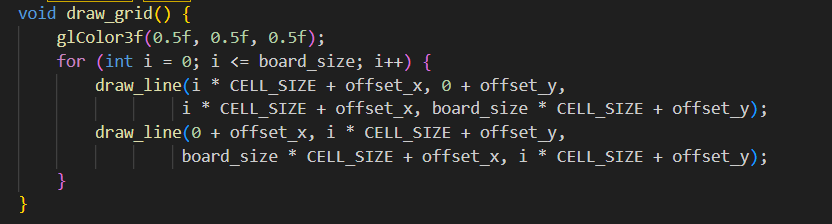 void draw_grid() {
    glColor3f(0.5f, 0.5f, 0.5f);
    for (int i = 0; i <= board_size; i++) {
        draw_line(i * CELL_SIZE + offset_x, 0 + offset_y,
                  i * CELL_SIZE + offset_x, board_size * CELL_SIZE + offset_y);
        draw_line(0 + offset_x, i * CELL_SIZE + offset_y,
                  board_size * CELL_SIZE + offset_x, i * CELL_SIZE + offset_y);
    }
}